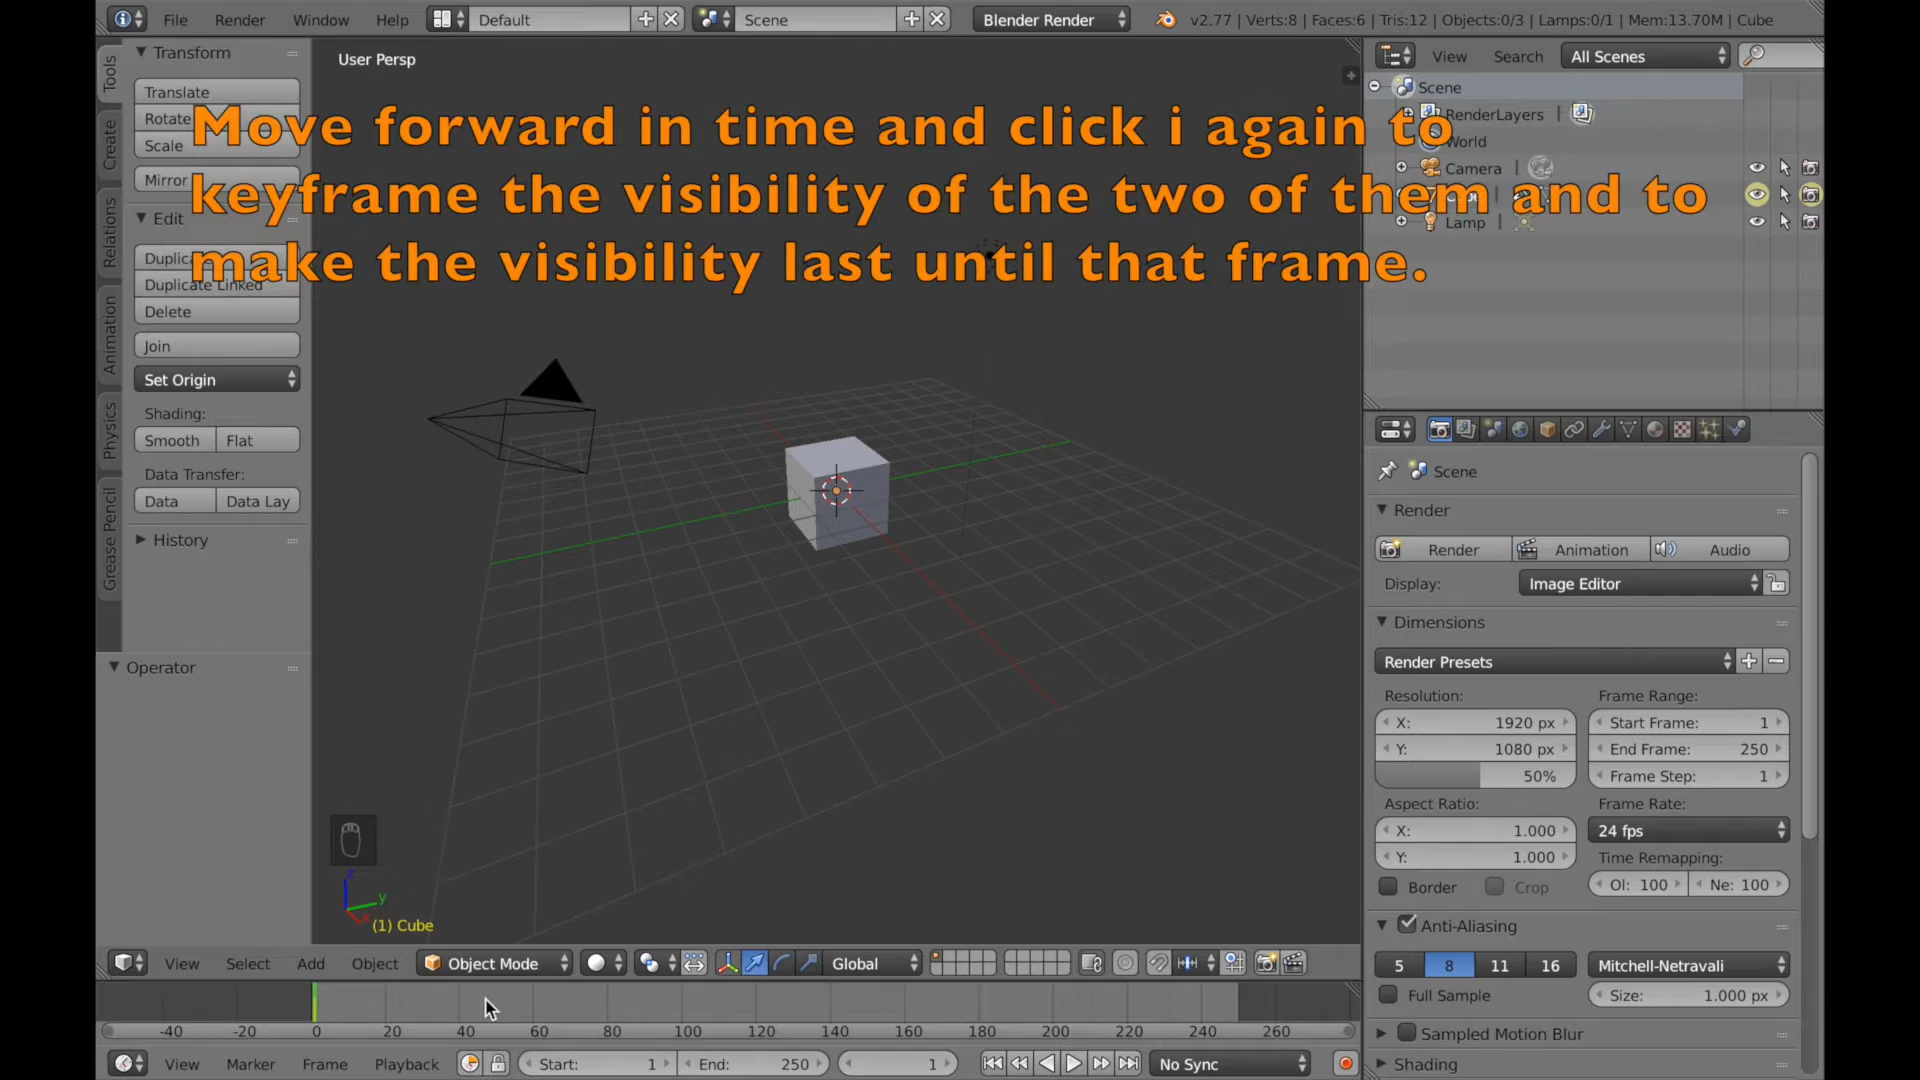 File Render Window Help Default Scene Blender Render v2.77 | Verts:8 | Faces:6 | Tris:12 | Objects:0/3 | Lamps:0/1 | Mem:13.70M | Cube
Transform
Translate
Rotate
Scale
Mirror
Edit
Duplicate Linked
Delete
Join
Set Origin
Shading:
Smooth Flat
Data Transfer:
Data Data Lay
History
Operator
Tools
Create
Relations
Animation
Physics
Grease Pencil
User Persp
Move forward in time and click i again to
keyframe the visibility of the two of them and to
make the visibility last until that frame.
(1) Cube
View Select Add Object Object Mode Global
-40 -20 0 20 40 60 80 100 120 140 160 180 200 220 240 260
View Marker Frame Playback Start: 1 End: 250 1 No Sync
View Search All Scenes
Scene
RenderLayers |
World
Camera |
Lamp |
Scene
Render
Render Animation Audio
Display: Image Editor
Dimensions
Render Presets
Resolution: Frame Range:
X: 1920 px Start Frame: 1
Y: 1080 px End Frame: 250
50% Frame Step: 1
Aspect Ratio: Frame Rate:
X: 1.000 24 fps
Y: 1.000 Time Remapping:
Border Crop Ol: 100 Ne: 100
Anti-Aliasing
5 8 11 16 Mitchell-Netravali
Full Sample Size: 1.000 px
Sampled Motion Blur
Shading